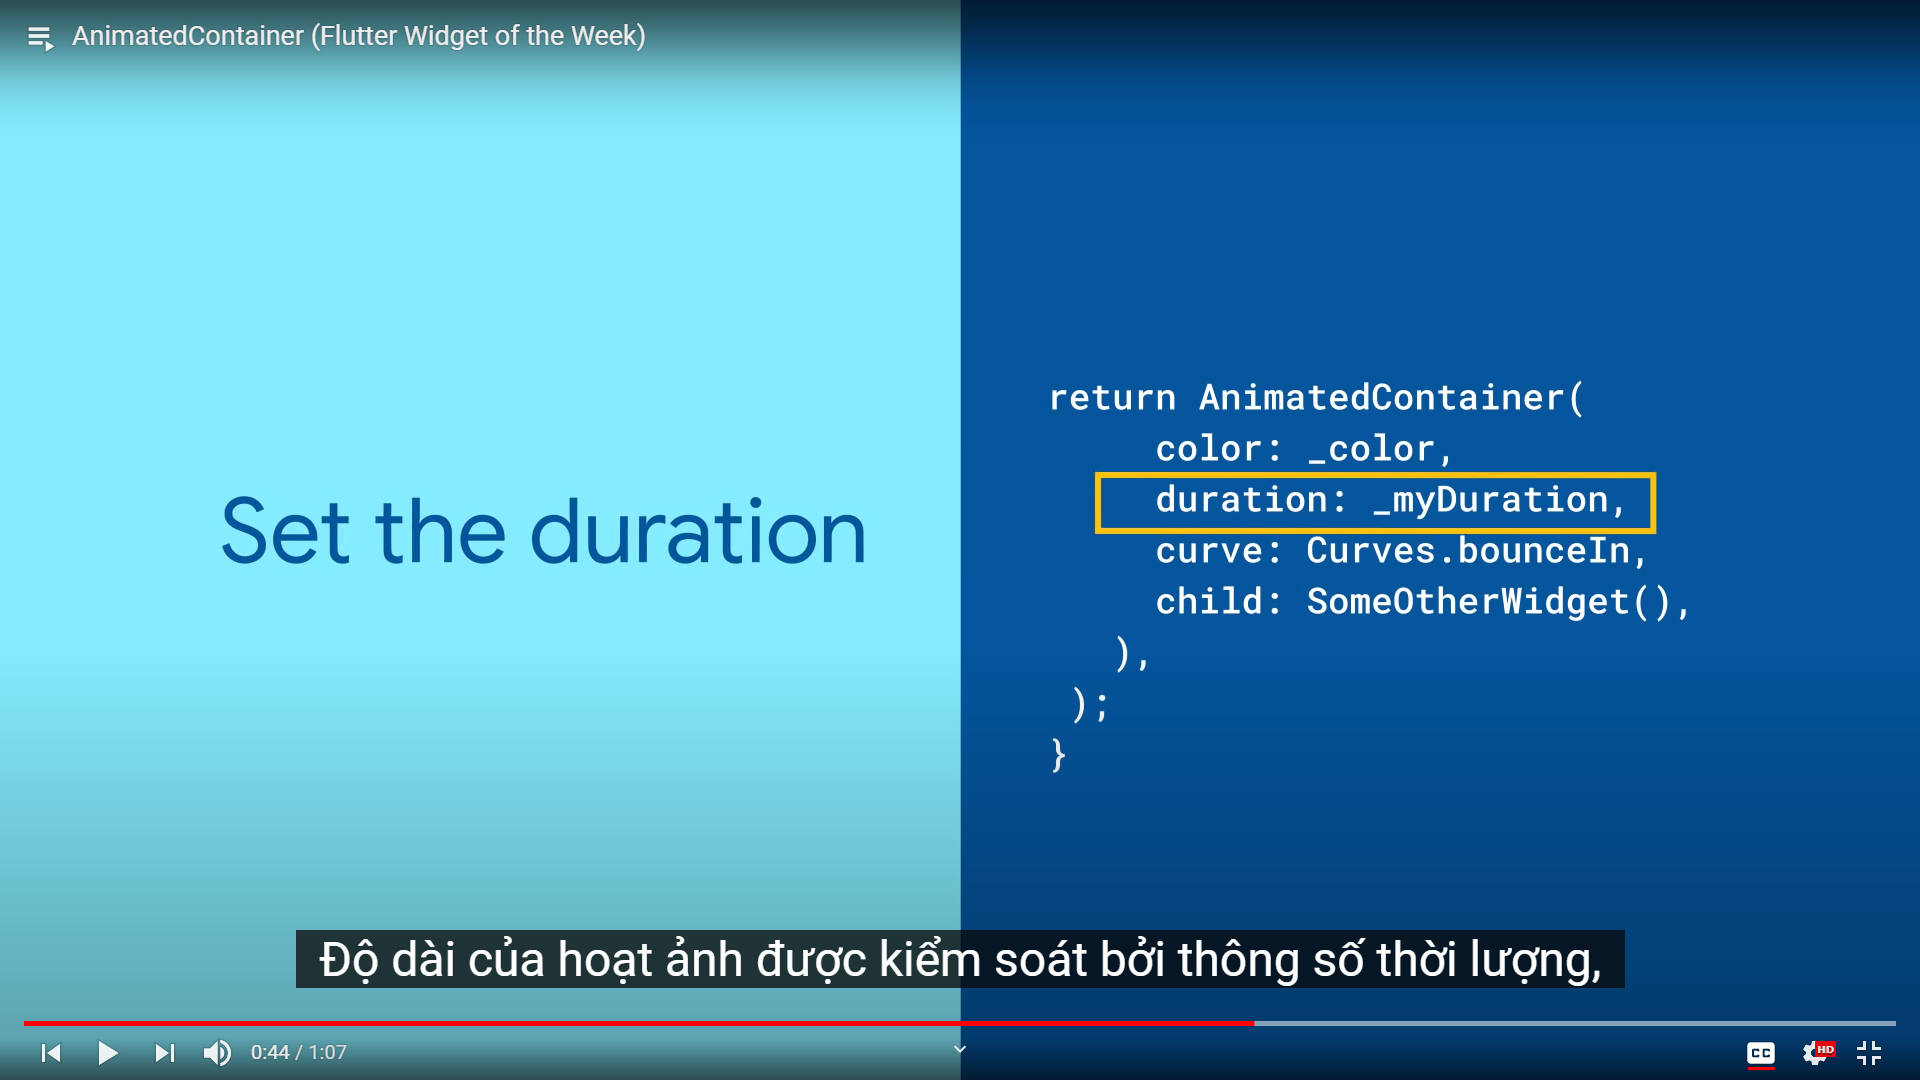 AnimatedContainer (Flutter Widget of the Week)
Set the duration
return AnimatedContainer(
color: _color,
duration: _myDuration,
curve: Curves.bounceIn,
child: SomeOtherWidget(),
),
);
}
Độ dài của hoạt ảnh được kiểm soát bởi thông số thời lượng,
0:44 / 1:07
CC
HD